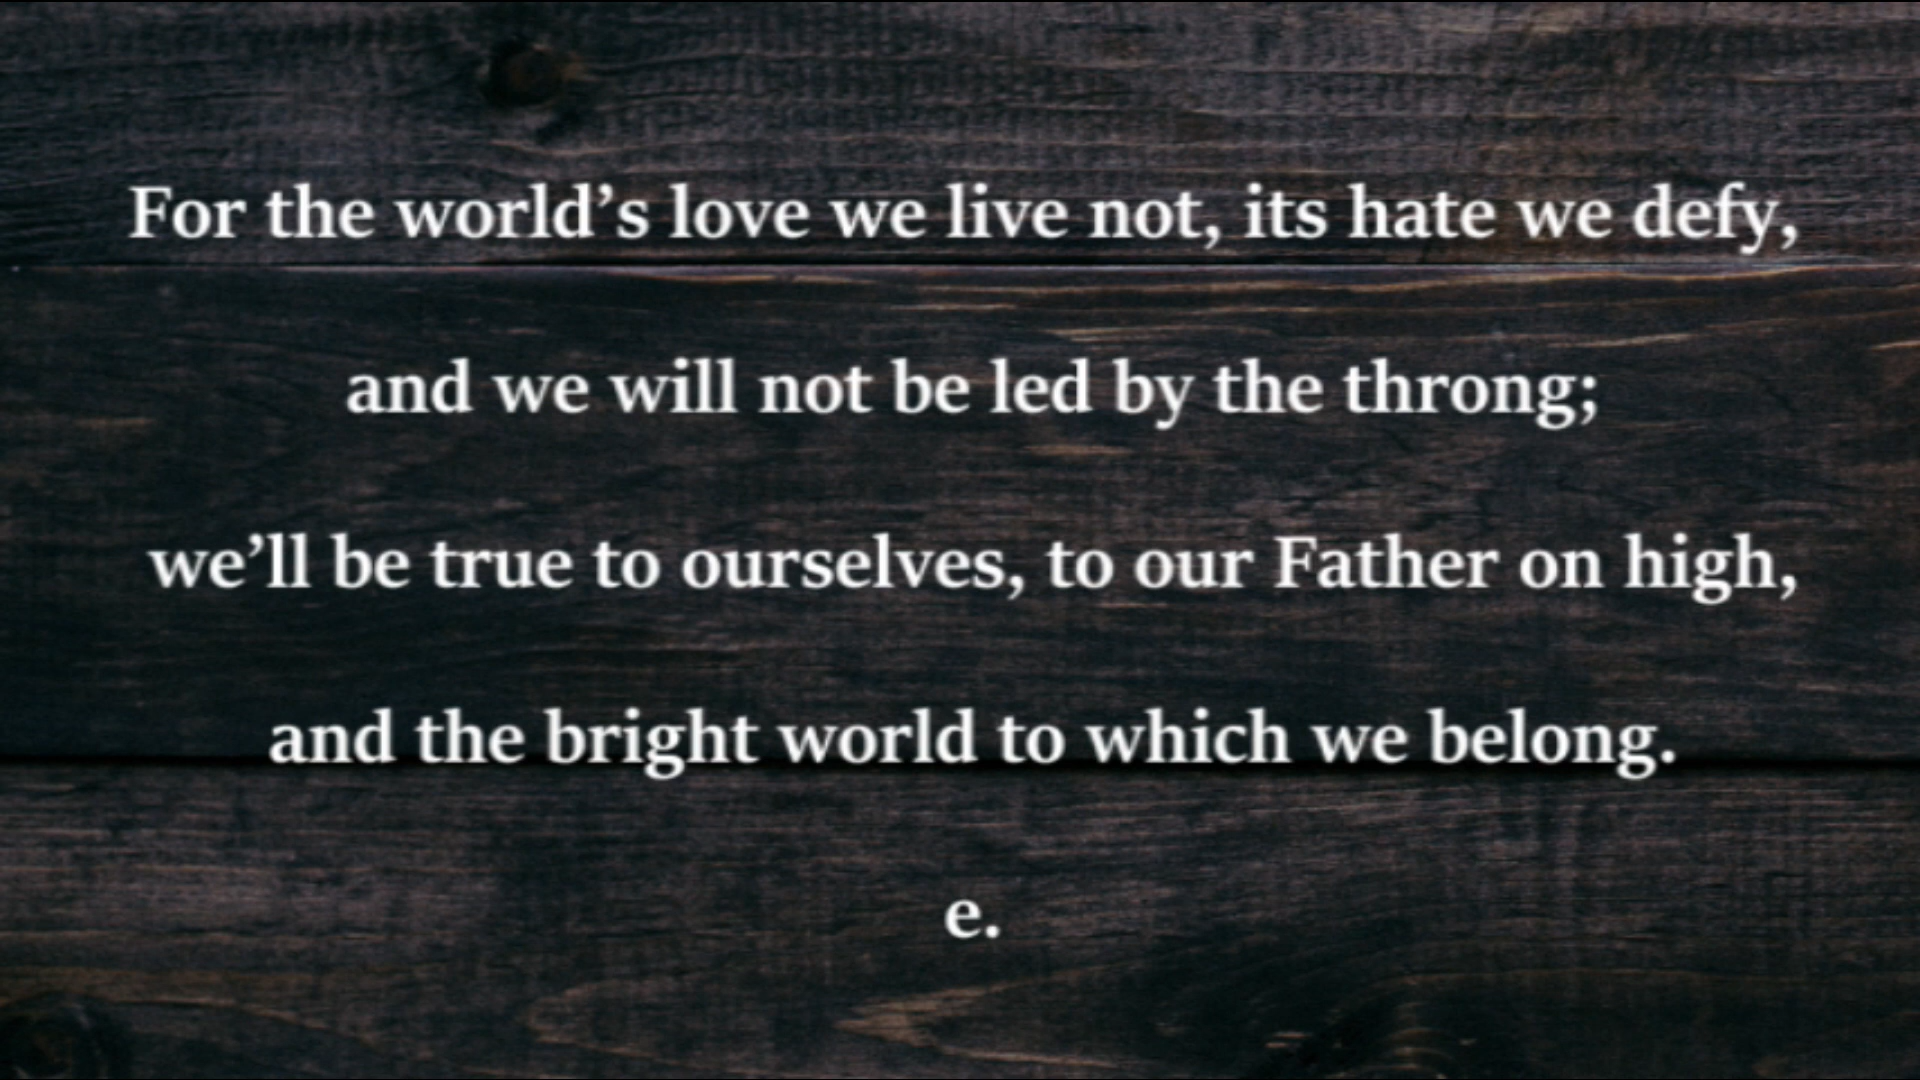 For the world’s love we live not, its hate we defy,
and we will not be led by the throng;
we’ll be true to ourselves, to our Father on high,
and the bright world to which we belong.
e.